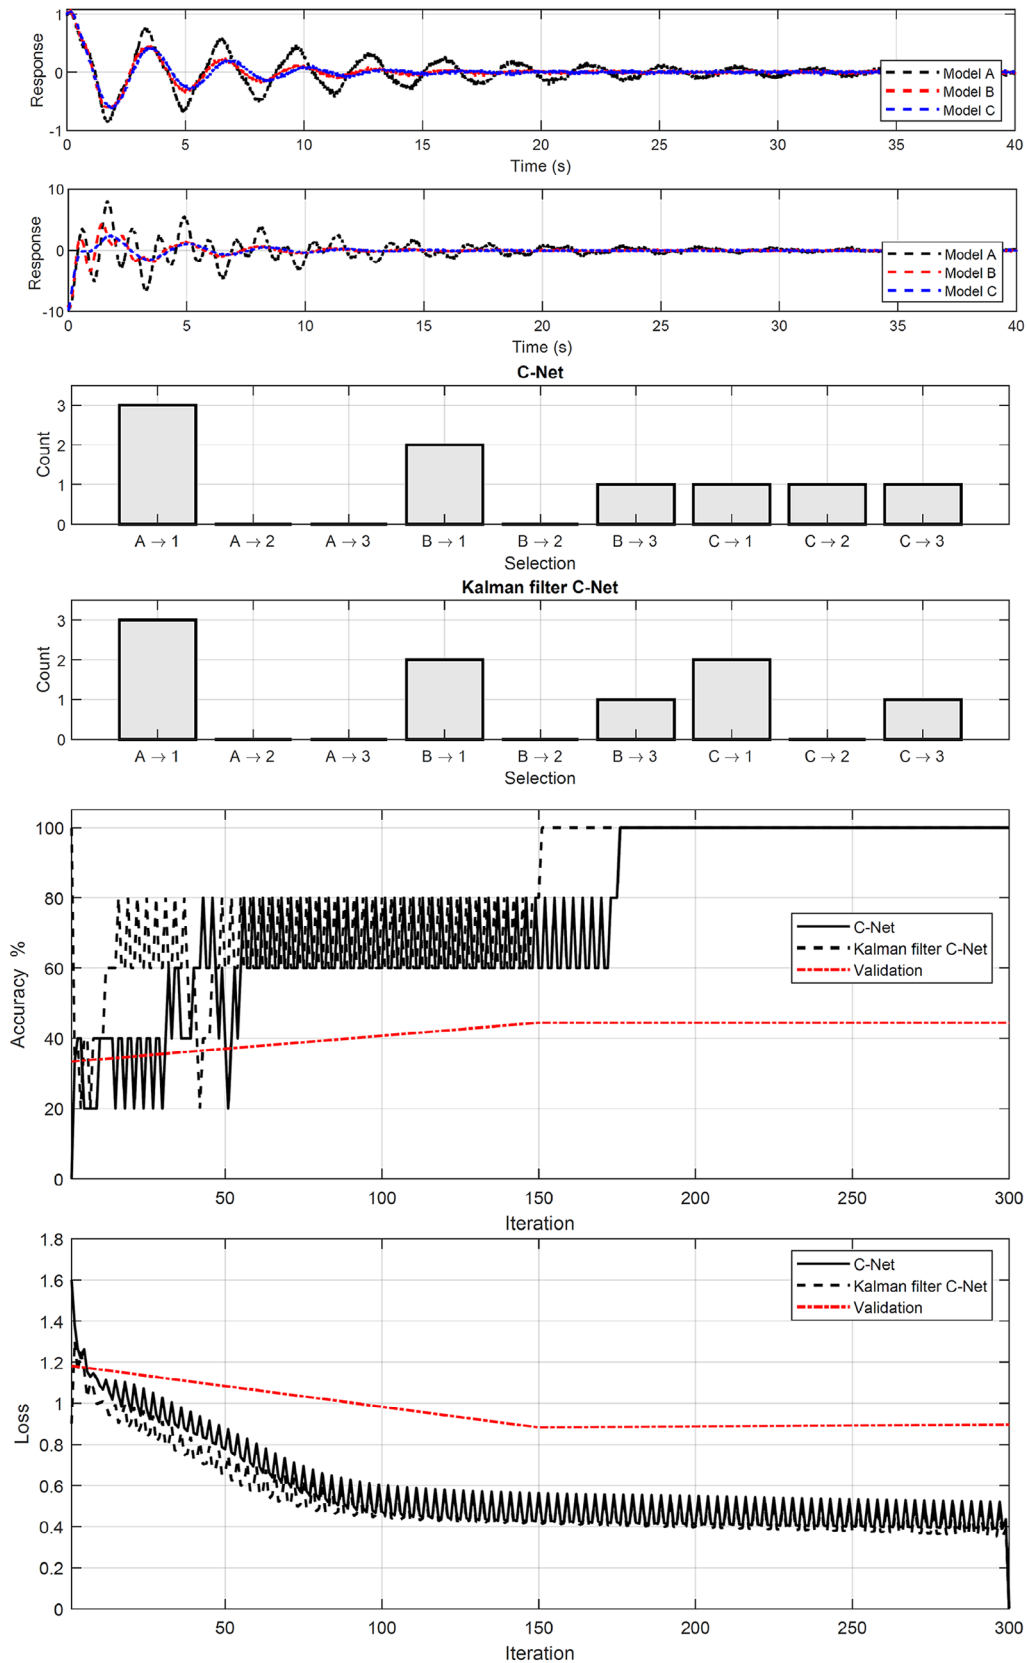 1
0
-1
Response
0 5 10 15 20 25 30 35 40
Time (s)
Model A
Model B
Model C
10
0
-10
Response
0 5 10 15 20 25 30 35 40
Time (s)
Model A
Model B
Model C
C-Net
3
2
1
0
Count
A → 1 A → 2 A → 3 B → 1 B → 2 B → 3 C → 1 C → 2 C → 3
Selection
Kalman filter C-Net
3
2
1
0
Count
A → 1 A → 2 A → 3 B → 1 B → 2 B → 3 C → 1 C → 2 C → 3
Selection
100
80
60
40
20
0
Accuracy %
50 100 150 200 250 300
Iteration
C-Net
Kalman filter C-Net
Validation
1.8
1.6
1.4
1.2
1
0.8
0.6
0.4
0.2
0
Loss
50 100 150 200 250 300
Iteration
C-Net
Kalman filter C-Net
Validation